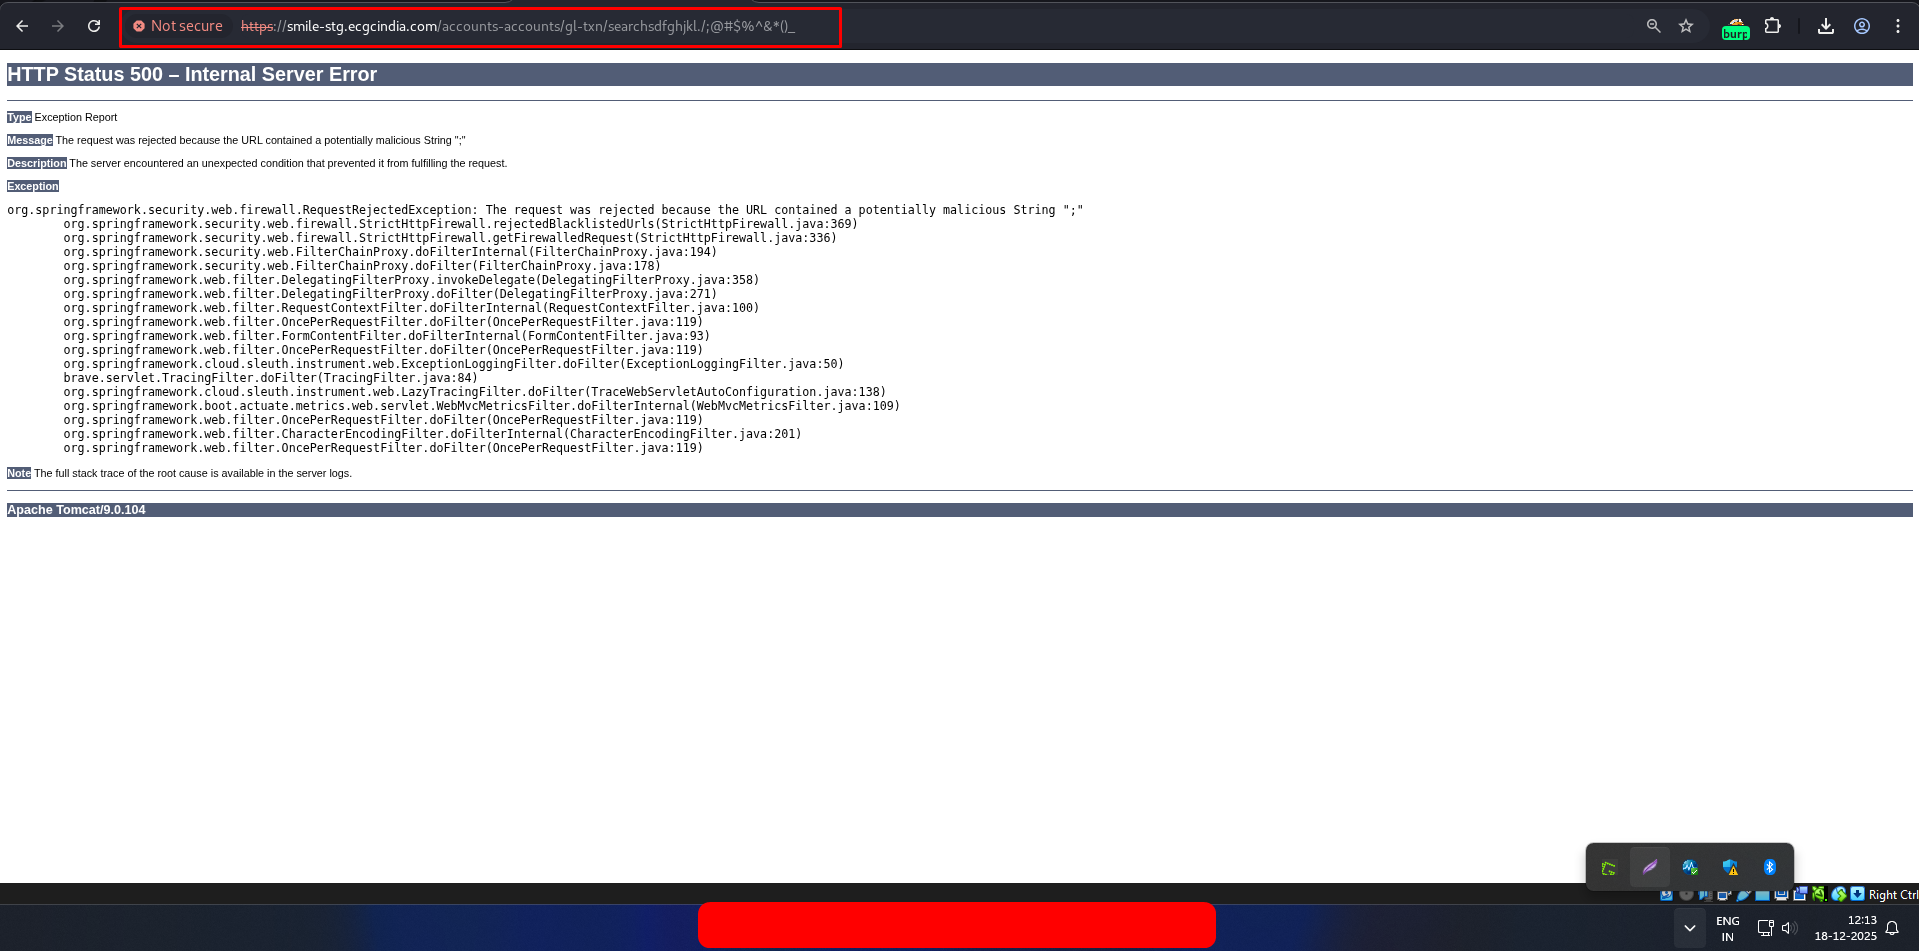 Not secure https://smile-stg.ecgcindia.com/accounts-accounts/gl-txn/searchsdfghjkl./;@#$%^&*()_
burp
HTTP Status 500 – Internal Server Error
Type Exception Report
Message The request was rejected because the URL contained a potentially malicious String ";"
Description The server encountered an unexpected condition that prevented it from fulfilling the request.
Exception
org.springframework.security.web.firewall.RequestRejectedException: The request was rejected because the URL contained a potentially malicious String ";"
org.springframework.security.web.firewall.StrictHttpFirewall.rejectedBlacklistedUrls(StrictHttpFirewall.java:369)
org.springframework.security.web.firewall.StrictHttpFirewall.getFirewalledRequest(StrictHttpFirewall.java:336)
org.springframework.security.web.FilterChainProxy.doFilterInternal(FilterChainProxy.java:194)
org.springframework.security.web.FilterChainProxy.doFilter(FilterChainProxy.java:178)
org.springframework.web.filter.DelegatingFilterProxy.invokeDelegate(DelegatingFilterProxy.java:358)
org.springframework.web.filter.DelegatingFilterProxy.doFilter(DelegatingFilterProxy.java:271)
org.springframework.web.filter.RequestContextFilter.doFilterInternal(RequestContextFilter.java:100)
org.springframework.web.filter.OncePerRequestFilter.doFilter(OncePerRequestFilter.java:119)
org.springframework.web.filter.FormContentFilter.doFilterInternal(FormContentFilter.java:93)
org.springframework.web.filter.OncePerRequestFilter.doFilter(OncePerRequestFilter.java:119)
org.springframework.cloud.sleuth.instrument.web.ExceptionLoggingFilter.doFilter(ExceptionLoggingFilter.java:50)
brave.servlet.TracingFilter.doFilter(TracingFilter.java:84)
org.springframework.cloud.sleuth.instrument.web.LazyTracingFilter.doFilter(TraceWebServletAutoConfiguration.java:138)
org.springframework.boot.actuate.metrics.web.servlet.WebMvcMetricsFilter.doFilterInternal(WebMvcMetricsFilter.java:109)
org.springframework.web.filter.OncePerRequestFilter.doFilter(OncePerRequestFilter.java:119)
org.springframework.web.filter.CharacterEncodingFilter.doFilterInternal(CharacterEncodingFilter.java:201)
org.springframework.web.filter.OncePerRequestFilter.doFilter(OncePerRequestFilter.java:119)
Note The full stack trace of the root cause is available in the server logs.
Apache Tomcat/9.0.104
Right Ctrl
ENG
IN
12:13
18-12-2025